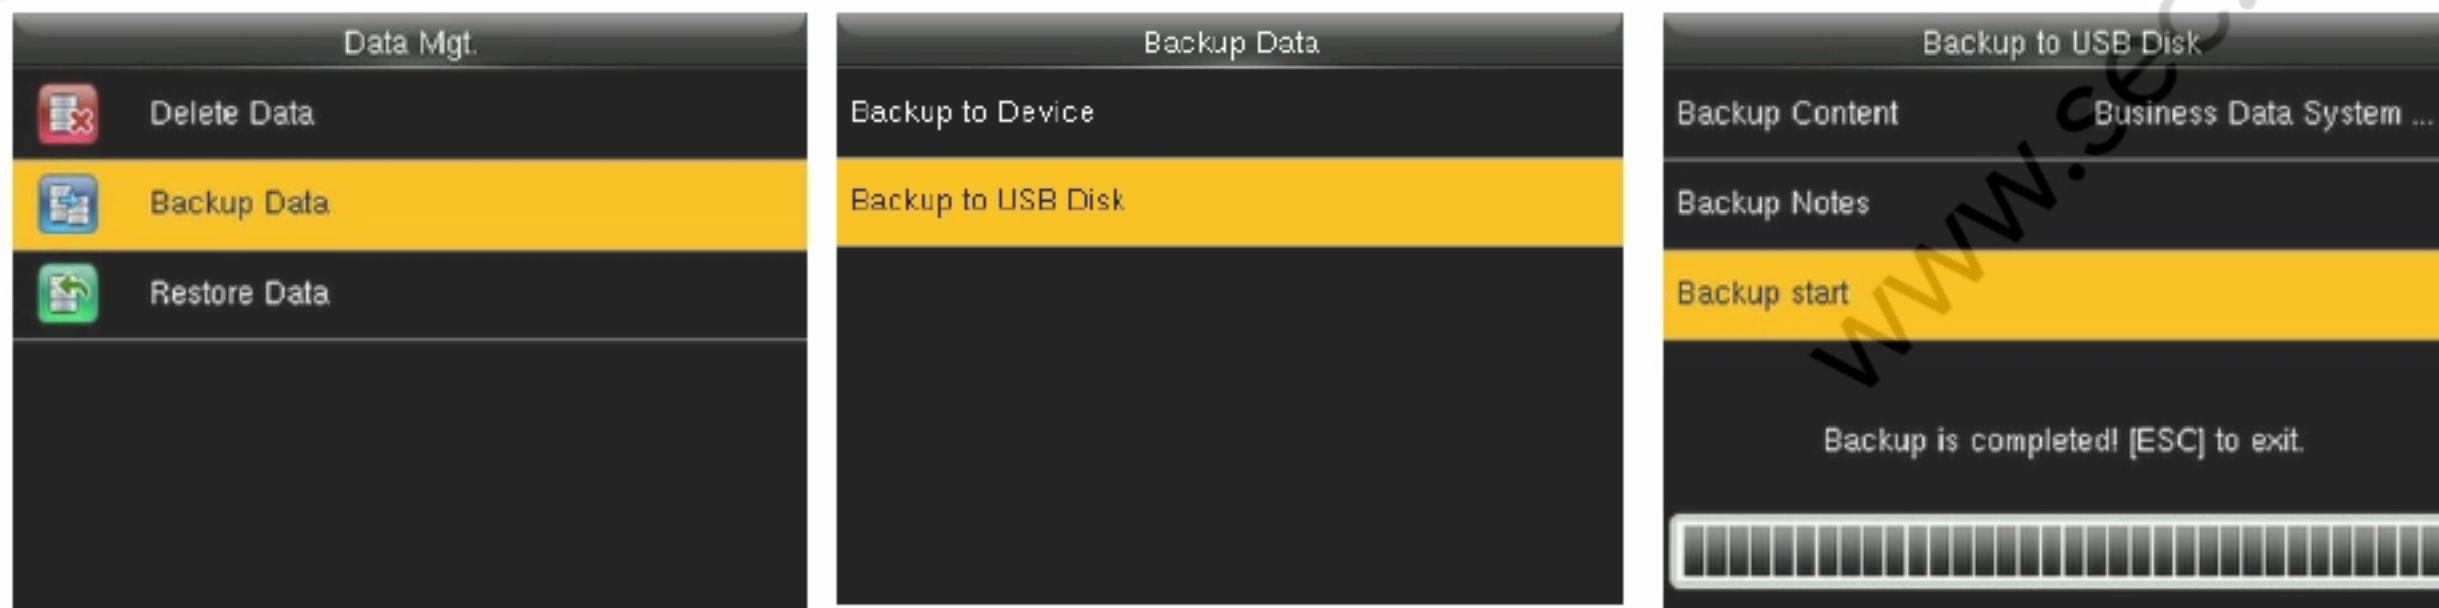 Data Mgt.
Delete Data
Backup Data
Restore Data
Backup Data
Backup to Device
Backup to USB Disk
Backup to USB Disk
Backup Content Business Data System ...
Backup Notes
Backup start
Backup is completed! [ESC] to exit.
www.sec.